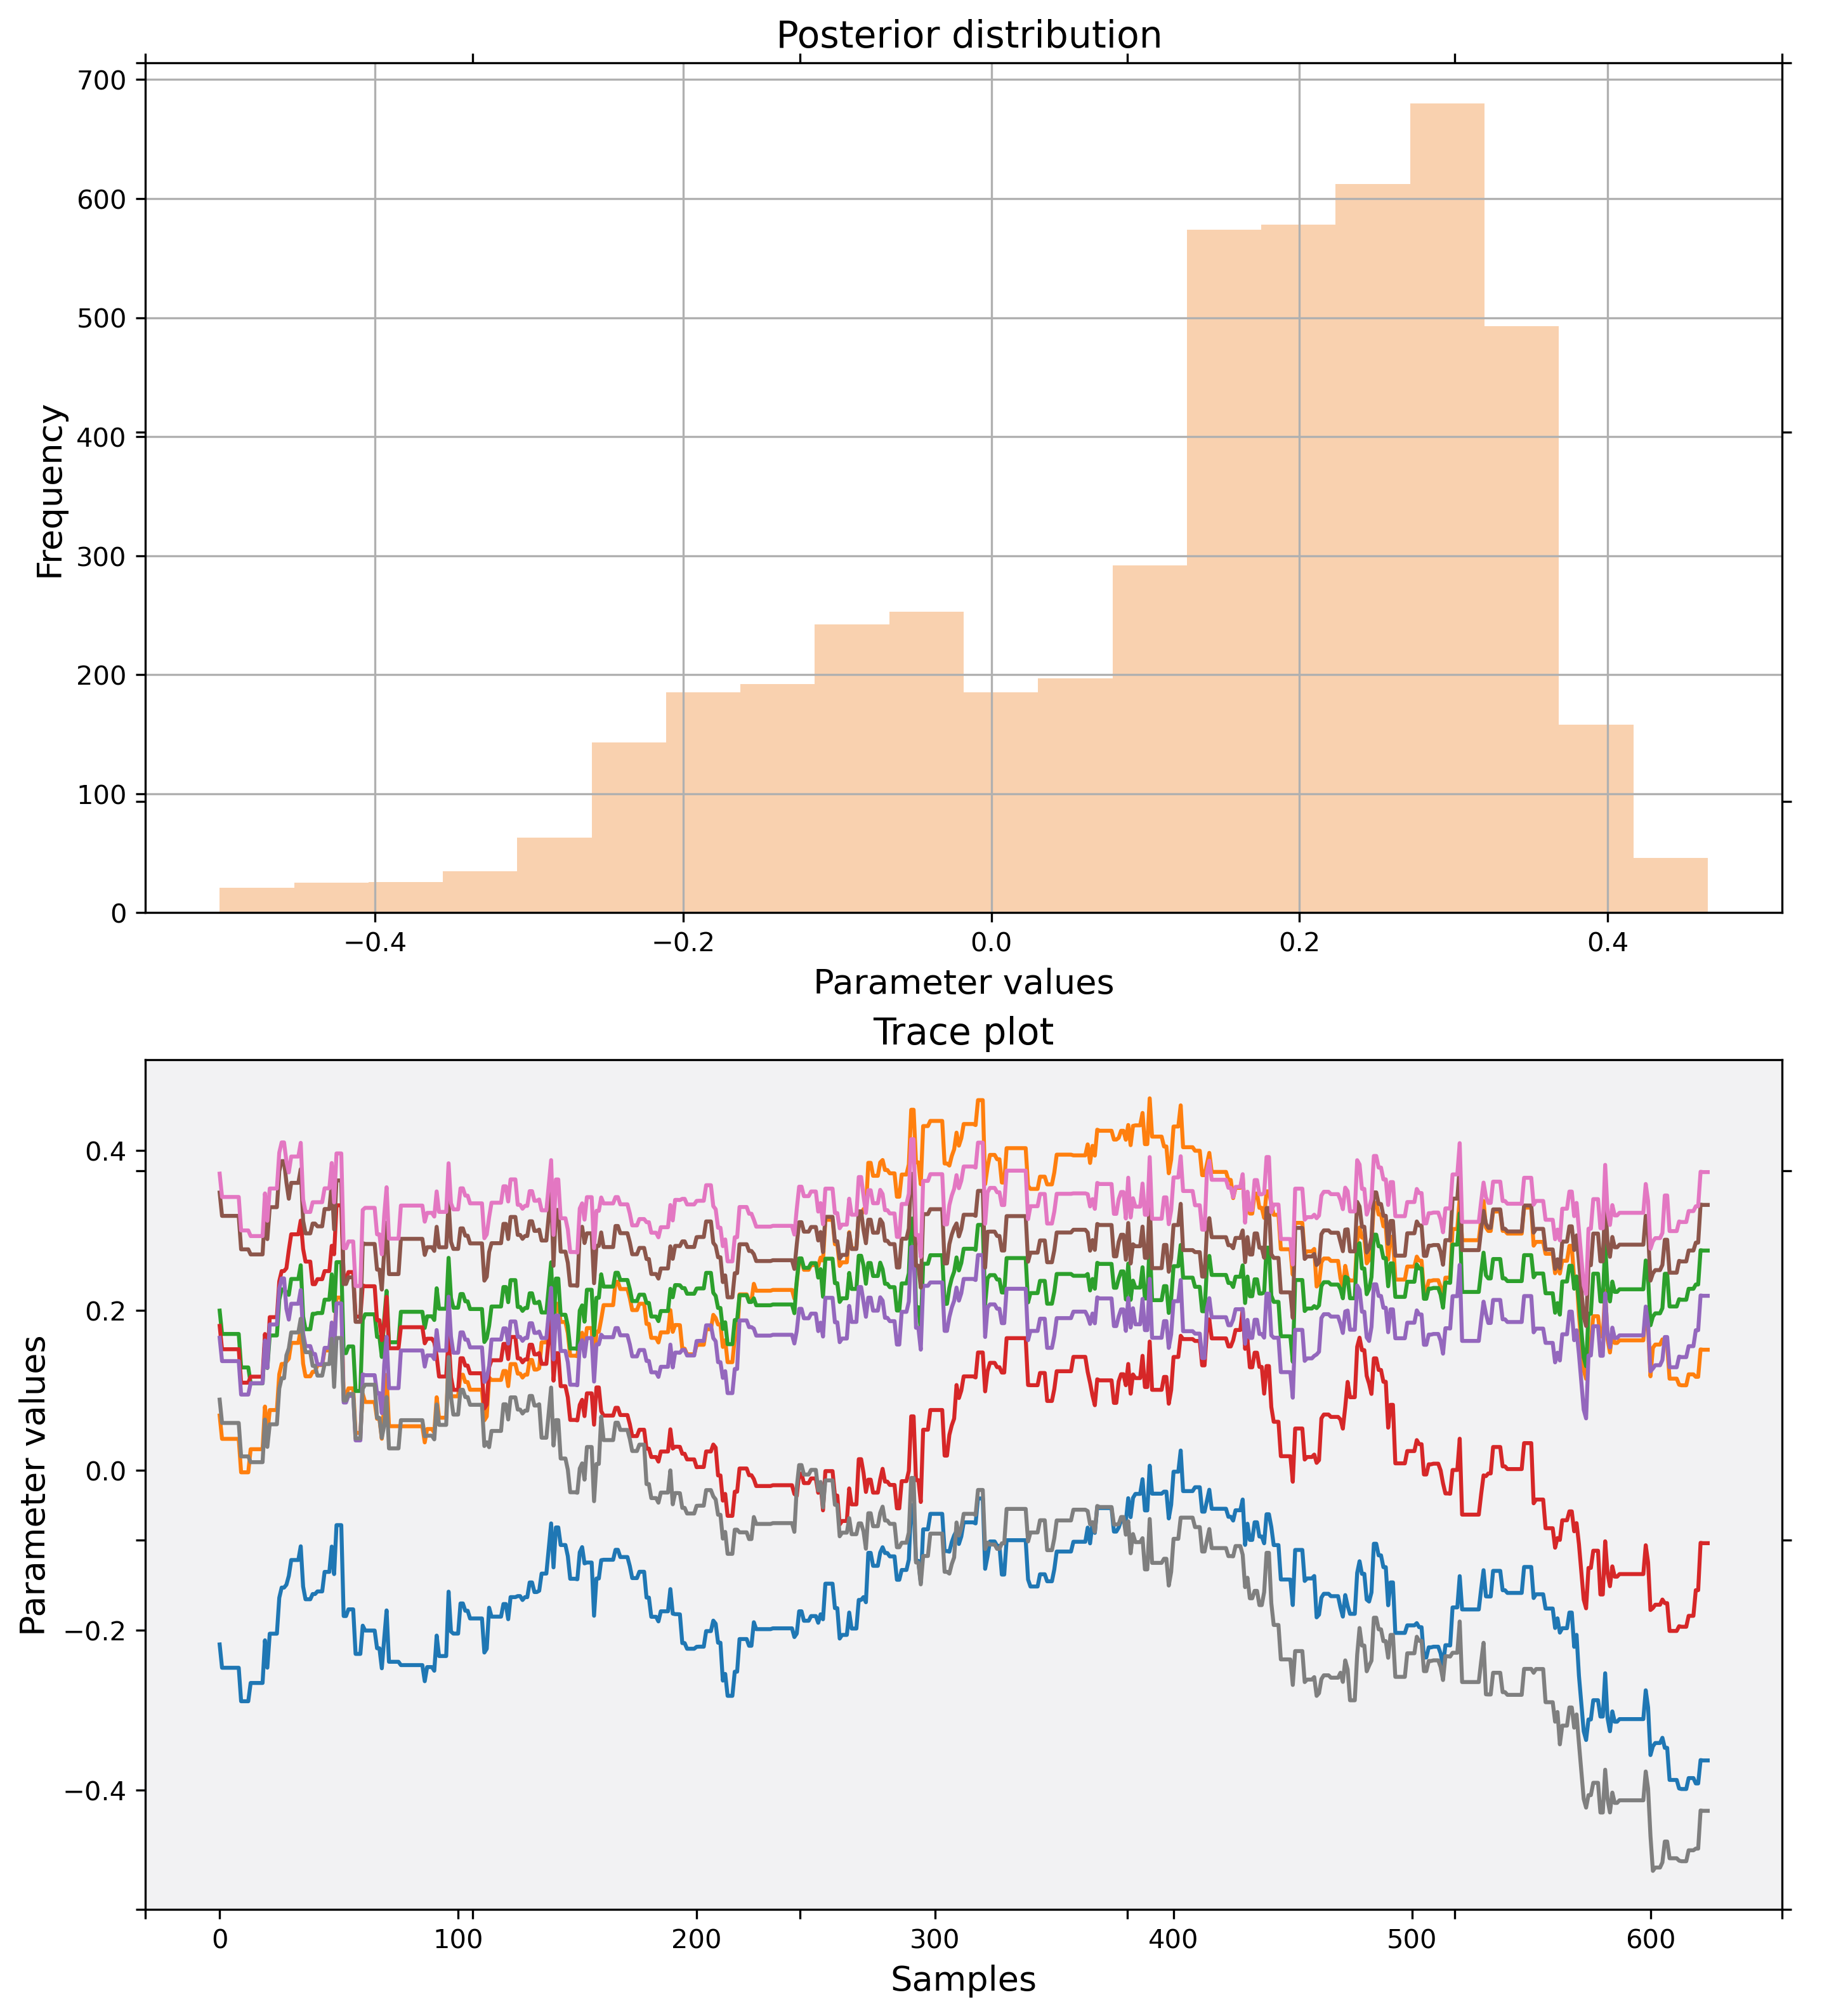 Posterior distribution
700
600
500
400
300
200
100
0
Frequency
−0.4 −0.2 0.0 0.2 0.4
Parameter values
Trace plot
0.4
0.2
0.0
−0.2
−0.4
Parameter values
0 100 200 300 400 500 600
Samples